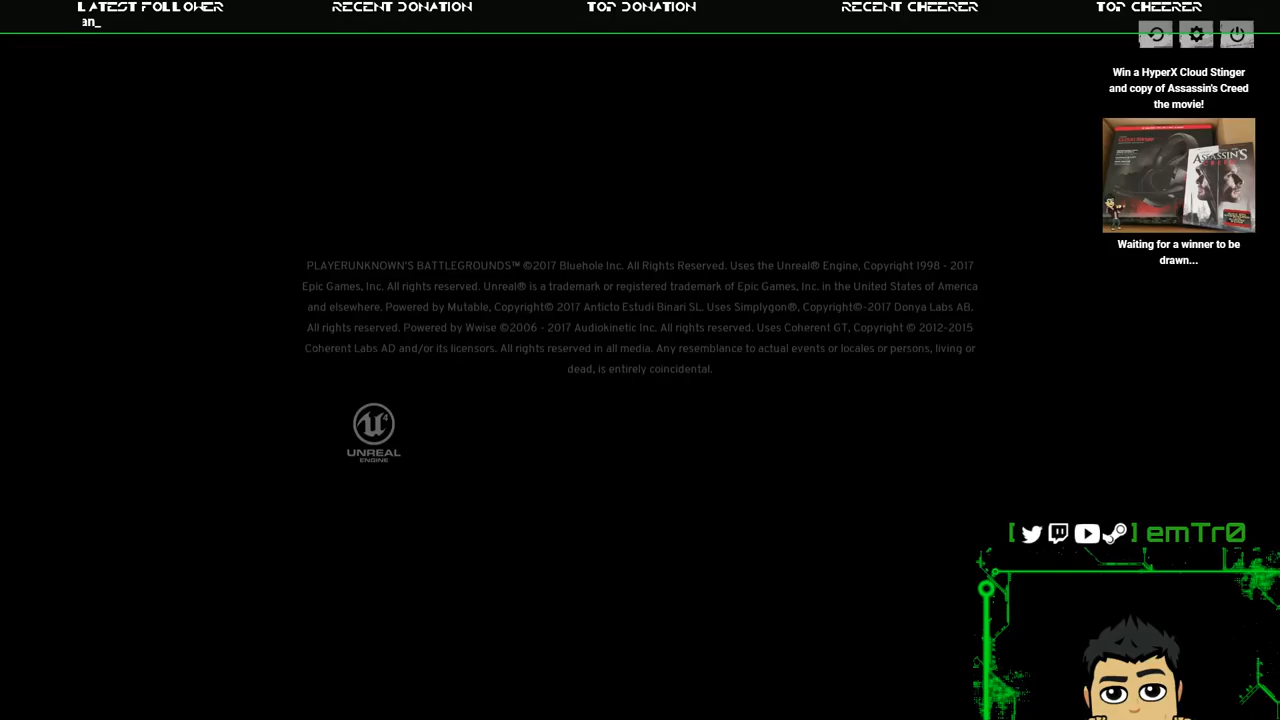 LATEST FOLLOWER
RECENT DONATION
TOP DONATION
RECENT CHEERER
TOP CHEERER
an_
Win a HyperX Cloud Stinger
and copy of Assassin's Creed
the movie!
ASSASSIN'S
CREED
Waiting for a winner to be
drawn...
PLAYERUNKNOWN'S BATTLEGROUNDS™ ©2017 Bluehole Inc. All Rights Reserved. Uses the Unreal® Engine, Copyright 1998 - 2017
Epic Games, Inc. All rights reserved. Unreal® is a trademark or registered trademark of Epic Games, Inc. in the United States of America
and elsewhere. Powered by Mutable, Copyright© 2017 Anticto Estudi Binari SL. Uses Simplygon®, Copyright©-2017 Donya Labs AB.
All rights reserved. Powered by Wwise ©2006 - 2017 Audiokinetic Inc. All rights reserved. Uses Coherent GT, Copyright © 2012-2015
Coherent Labs AD and/or its licensors. All rights reserved in all media. Any resemblance to actual events or locales or persons, living or
dead, is entirely coincidental.
UNREAL
ENGINE
[ ] emTr0